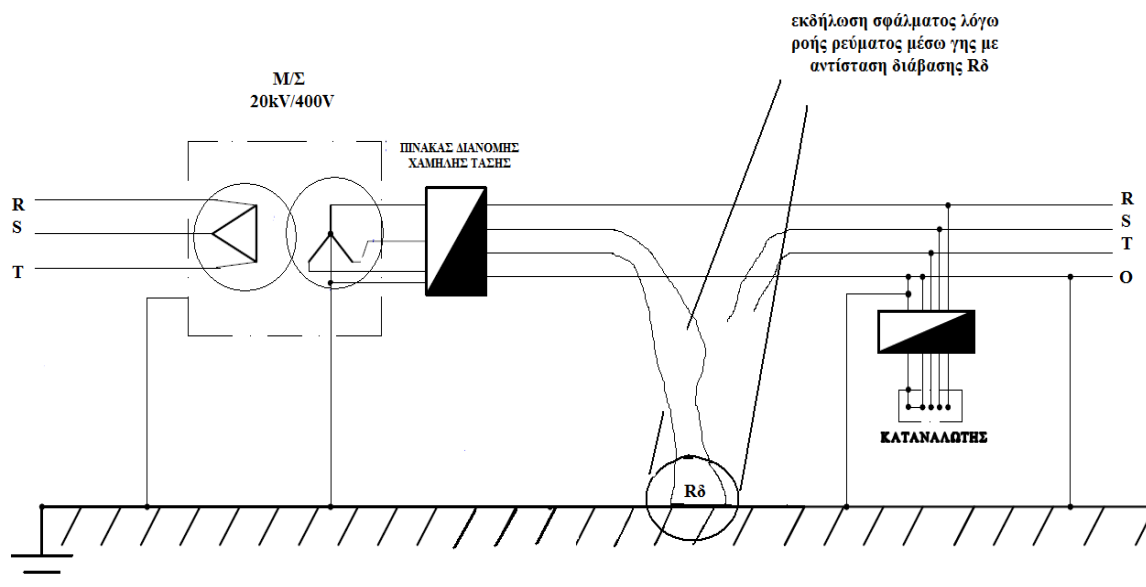 εκδήλωση σφάλματος λόγω
ροής ρεύματος μέσω γης με
αντίσταση διάβασης Rδ
Μ/Σ
20kV/400V
ΠΙΝΑΚΑΣ ΔΙΑΝΟΜΗΣ
ΧΑΜΗΛΗΣ ΤΑΣΗΣ
R
S
T
R
S
T
O
ΚΑΤΑΝΑΛΩΤΗΣ
Rδ